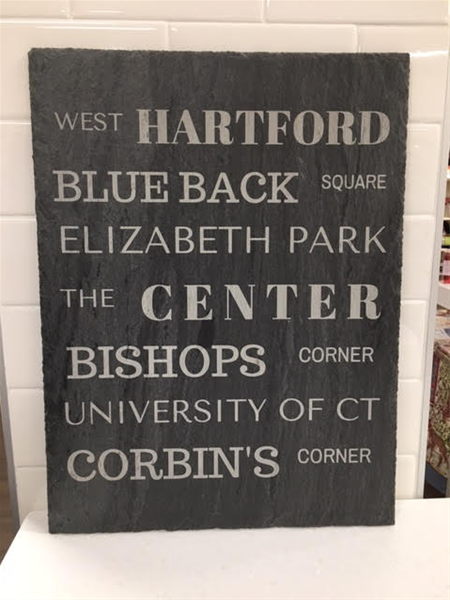 WEST HARTFORD
BLUE BACK SQUARE
ELIZABETH PARK
THE CENTER
BISHOPS CORNER
UNIVERSITY OF CT
CORBIN'S CORNER